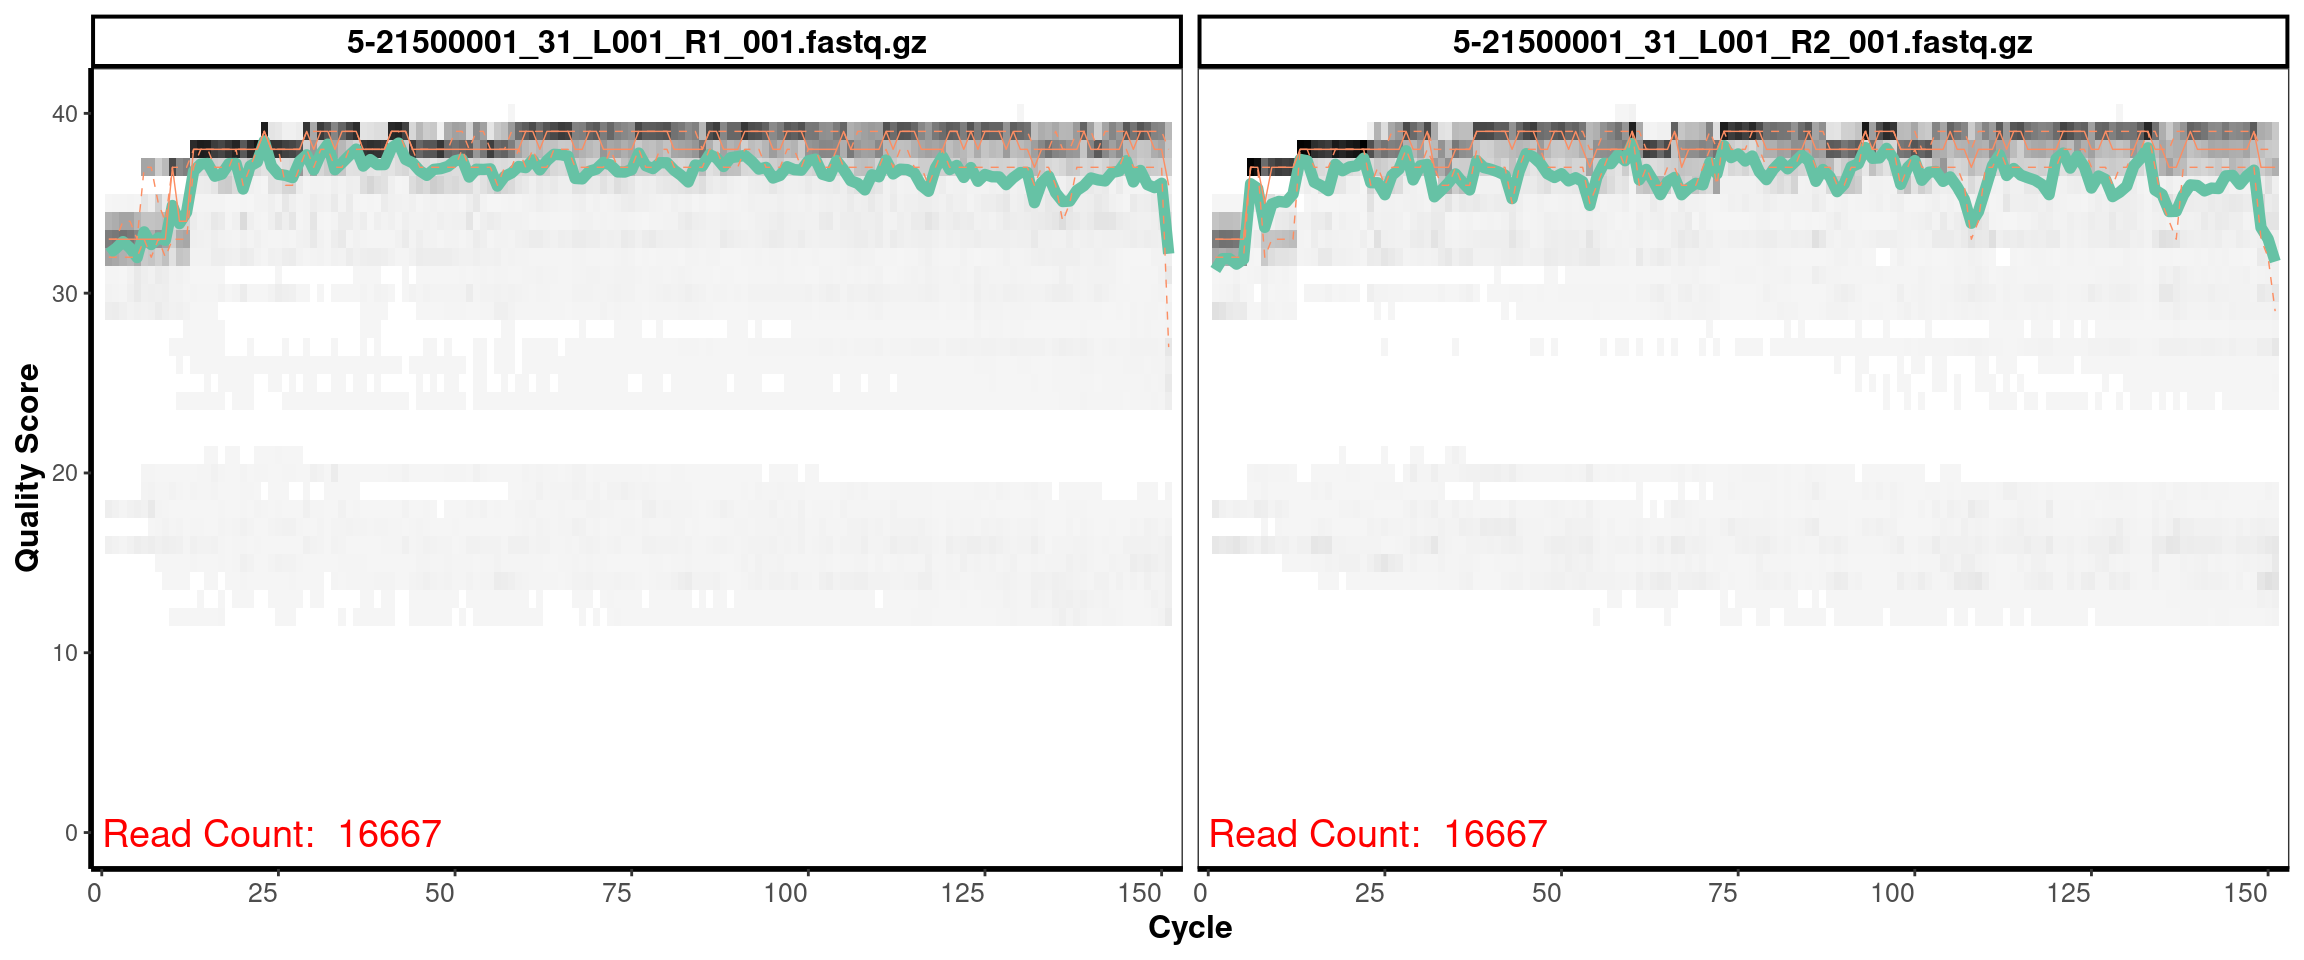 5-21500001_31_L001_R1_001.fastq.gz
5-21500001_31_L001_R2_001.fastq.gz
Quality Score
40
30
20
10
0
Read Count:  16667
Read Count:  16667
0 25 50 75 100 125 150
0 25 50 75 100 125 150
Cycle